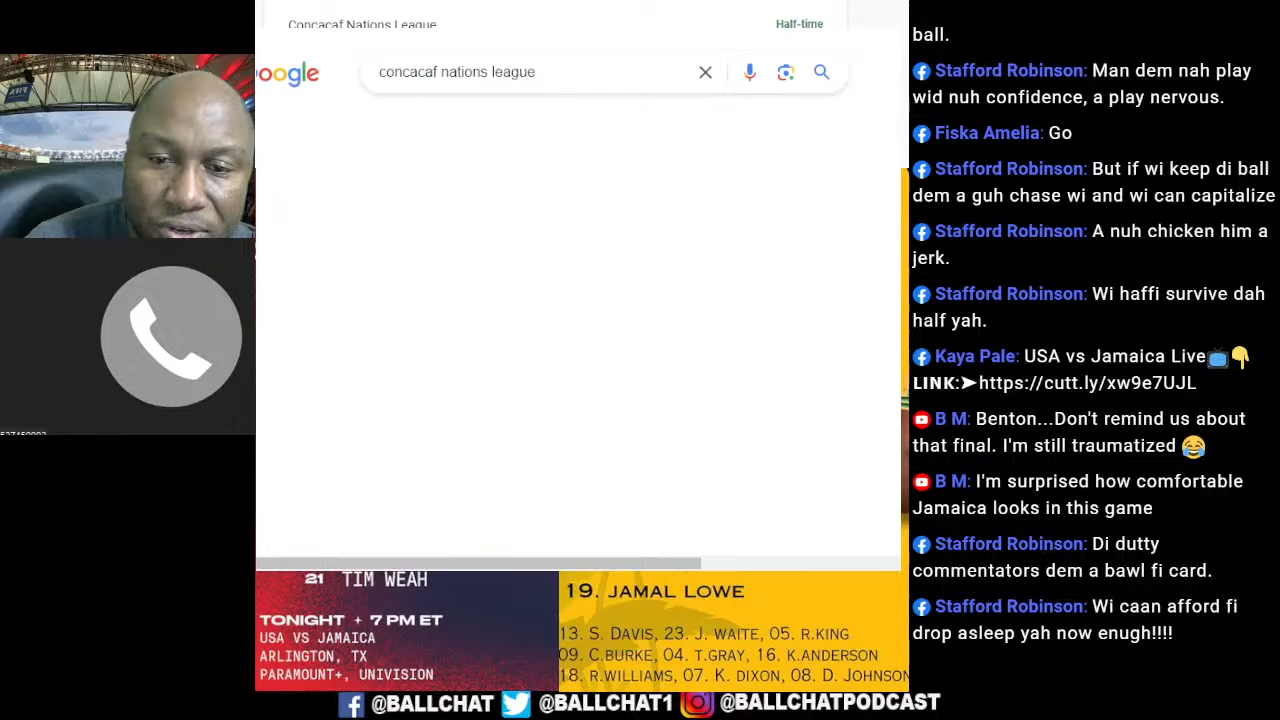 Concacaf Nations League
Half-time
oogle
concacaf nations league
21 TIM WEAH
TONIGHT + 7 PM ET
USA VS JAMAICA
ARLINGTON, TX
PARAMOUNT+, UNIVISION
19. JAMAL LOWE
13. S. DAVIS, 23. J. WAITE, 05. R.KING
09. C.BURKE, 04. T.GRAY, 16. K.ANDERSON
18. R.WILLIAMS, 07. K. DIXON, 08. D. JOHNSON
ball.
Stafford Robinson: Man dem nah play
wid nuh confidence, a play nervous.
Fiska Amelia: Go
Stafford Robinson: But if wi keep di ball
dem a guh chase wi and wi can capitalize
Stafford Robinson: A nuh chicken him a
jerk.
Stafford Robinson: Wi haffi survive dah
half yah.
Kaya Pale: USA vs Jamaica Live📺👇
LINK:➤https://cutt.ly/xw9e7UJL
B M: Benton...Don't remind us about
that final. I'm still traumatized 😂
B M: I'm surprised how comfortable
Jamaica looks in this game
Stafford Robinson: Di dutty
commentators dem a bawl fi card.
Stafford Robinson: Wi caan afford fi
drop asleep yah now enugh!!!!
@BALLCHAT @BALLCHAT1 @BALLCHATPODCAST